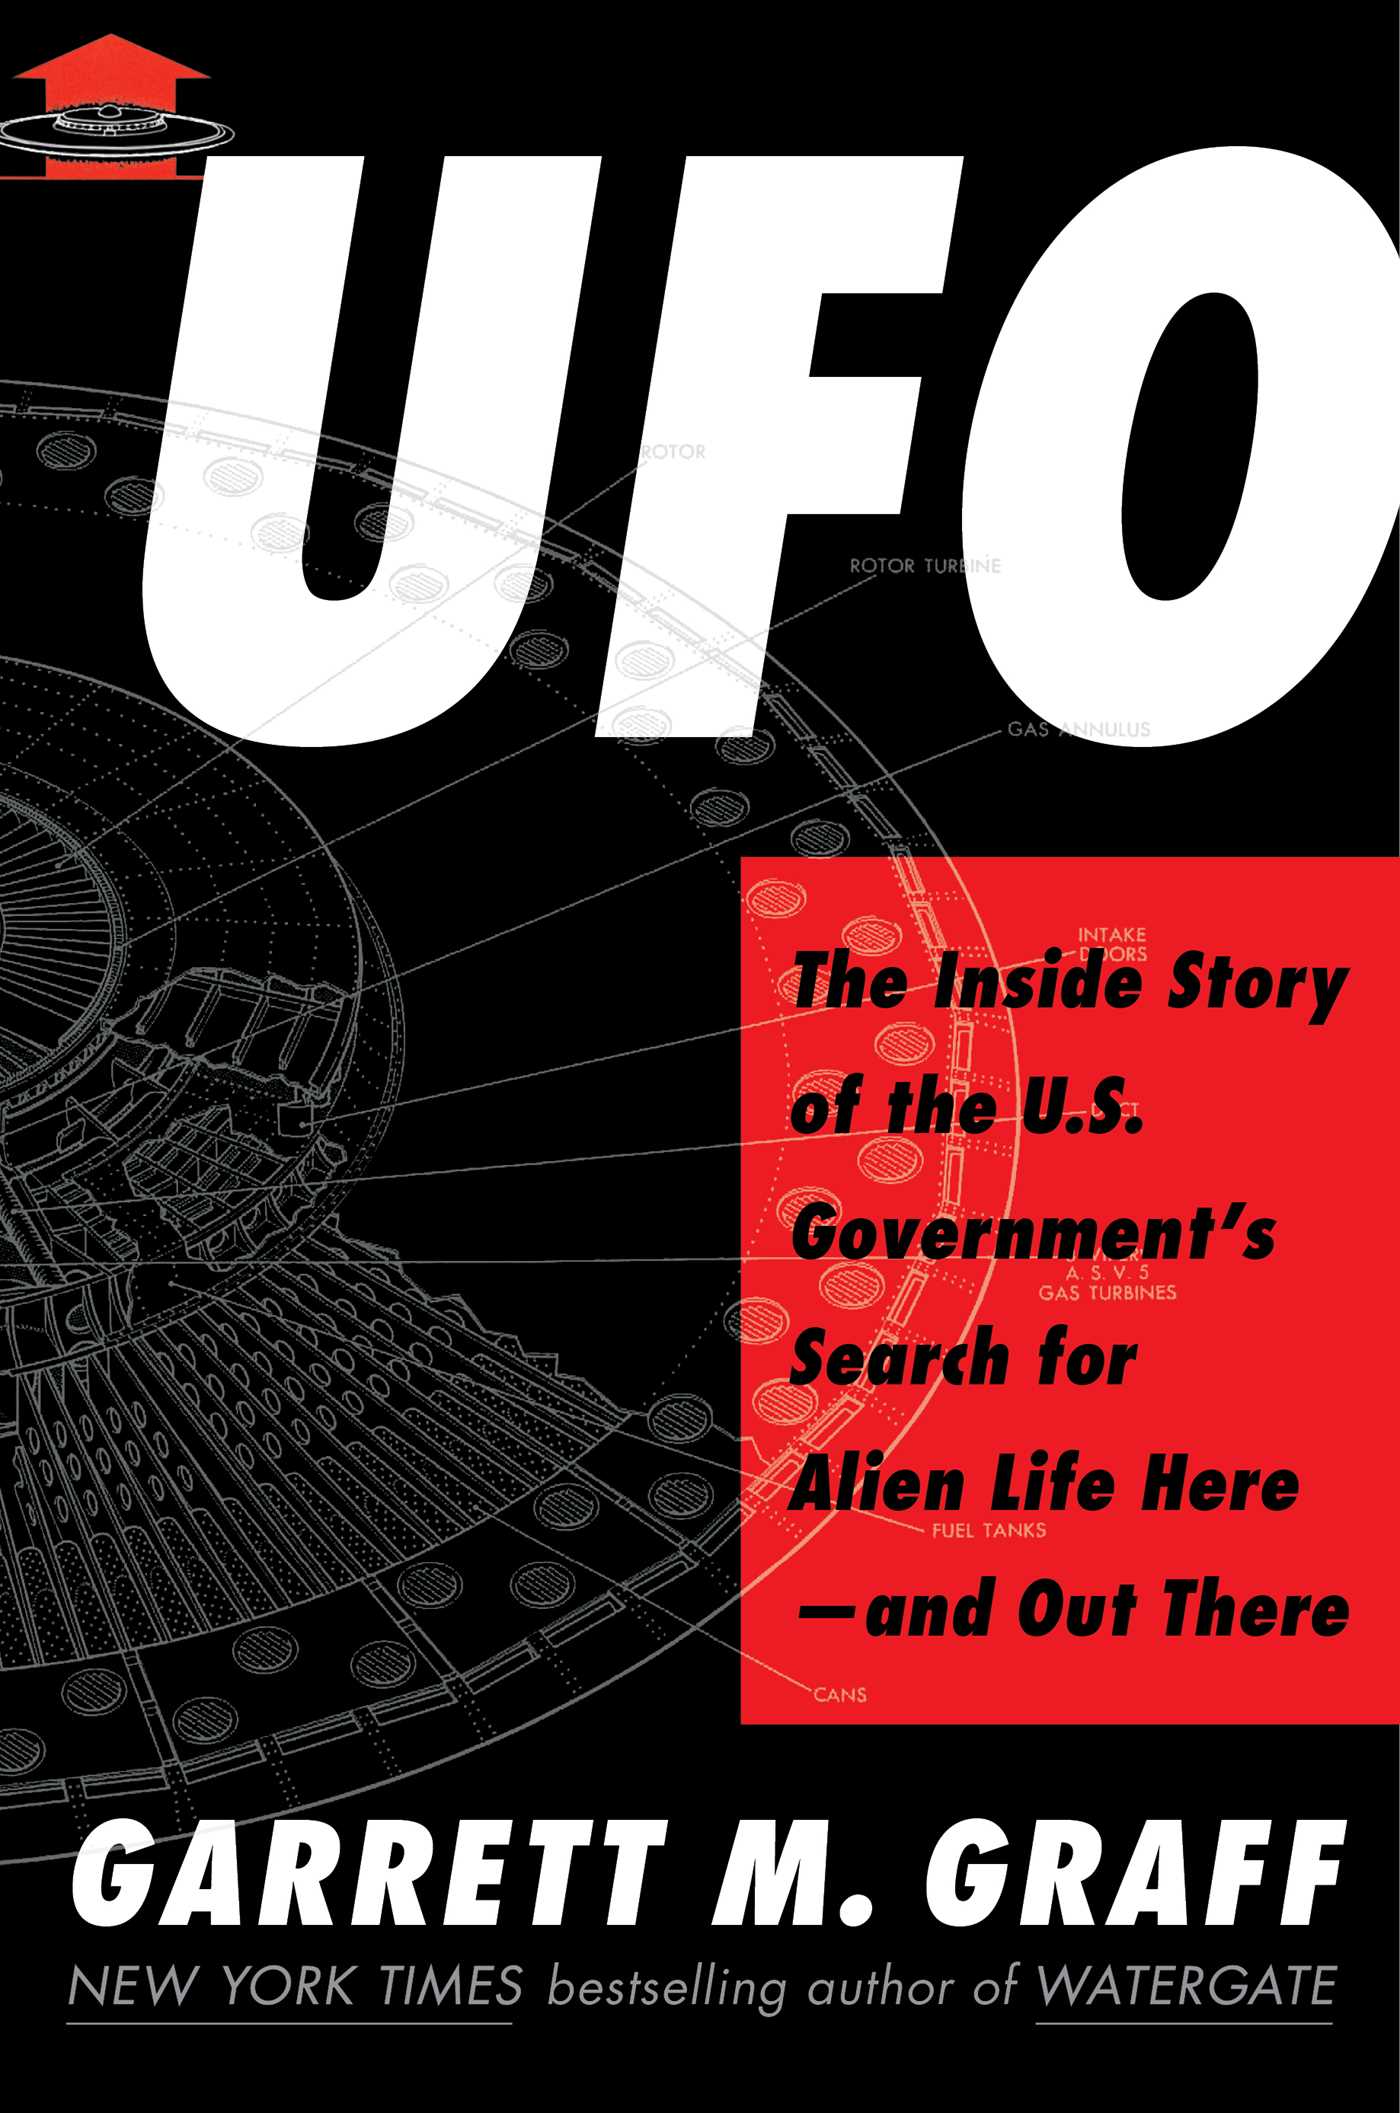 UFO
ROTOR
ROTOR TURBINE
GAS ANNULUS
INTAKE
DOORS
The Inside Story
of the U.S.
DUCT
Government's
A. S. V. 5
GAS TURBINES
Search for
Alien Life Here
FUEL TANKS
—and Out There
CANS
GARRETT M. GRAFF
NEW YORK TIMES bestselling author of WATERGATE